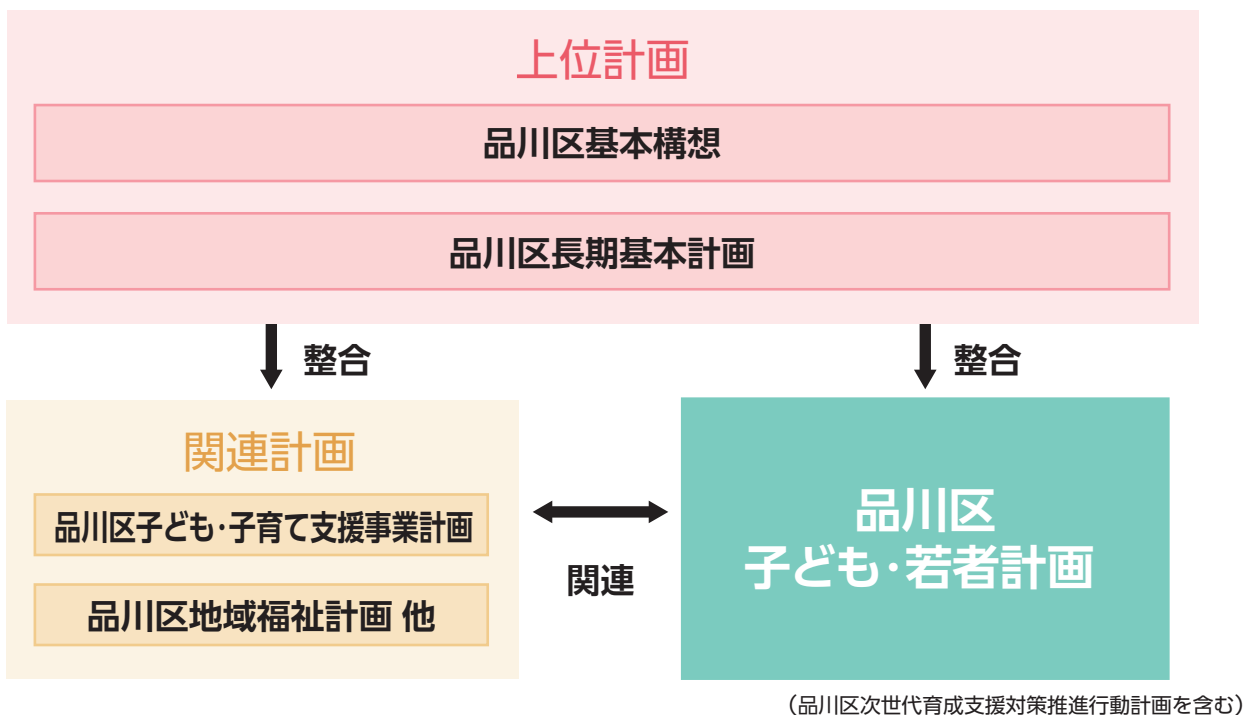 上位計画
品川区基本構想
品川区長期基本計画
整合
整合
関連計画
品川区子ども・子育て支援事業計画
品川区地域福祉計画 他
関連
品川区
子ども・若者計画
（品川区次世代育成支援対策推進行動計画を含む）